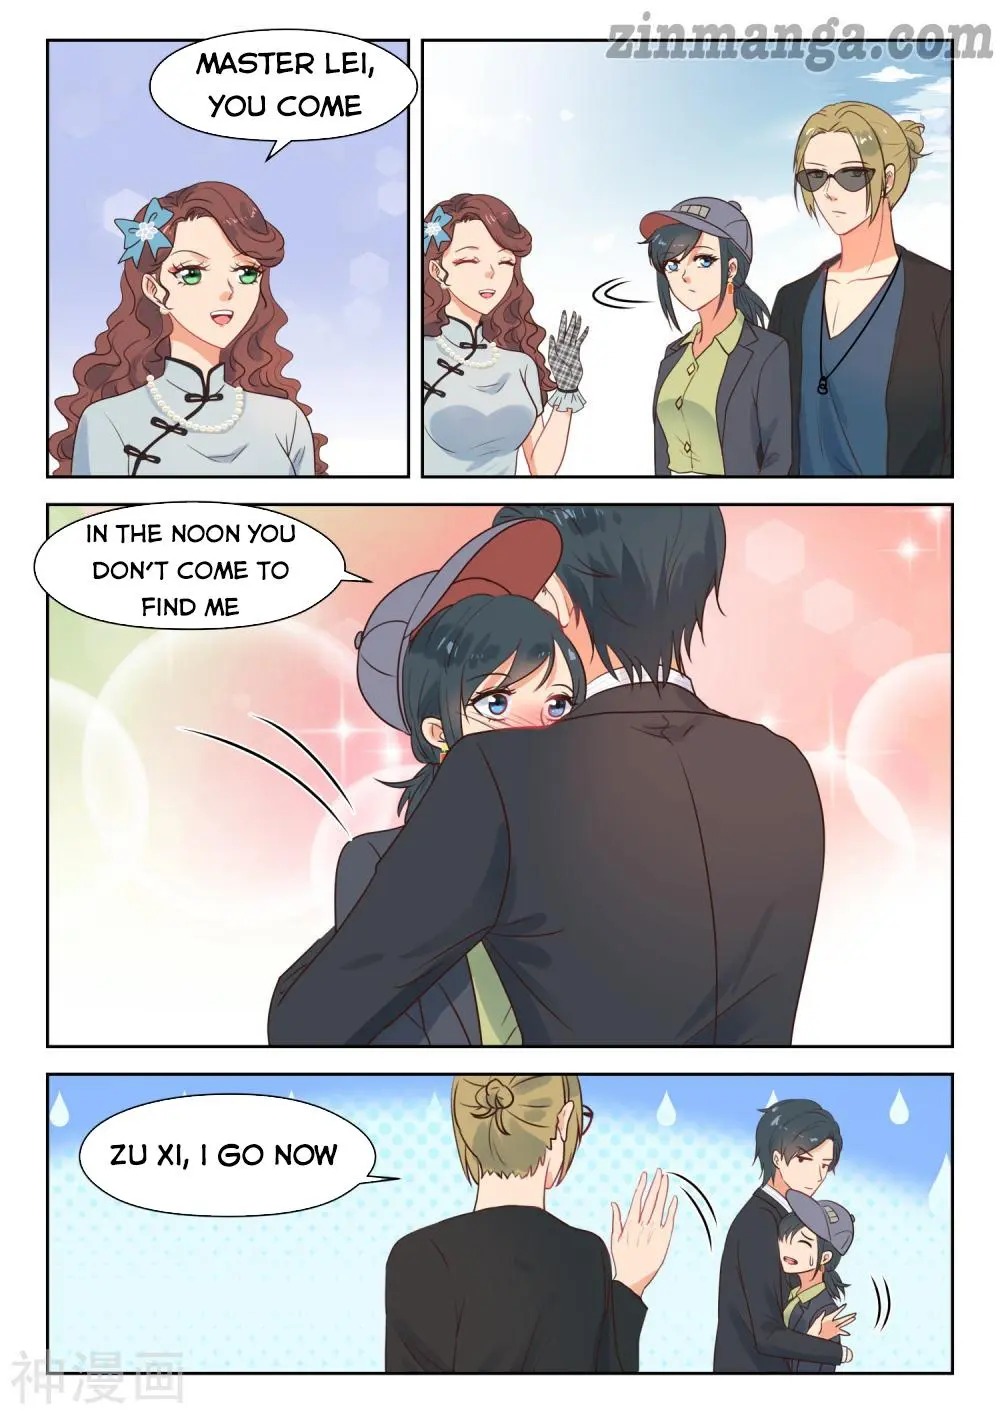 zinmanga.com
MASTER LEI,
YOU COME
IN THE NOON YOU
DON'T COME TO
FIND ME
ZU XI, I GO NOW
神漫画